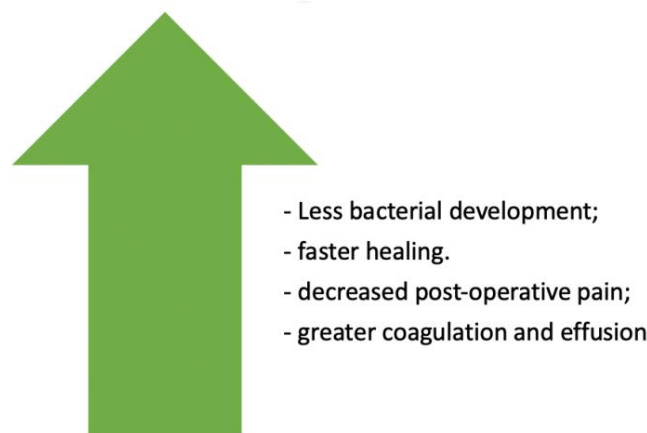 - Less bacterial development;
- faster healing.
- decreased post-operative pain;
- greater coagulation and effusion